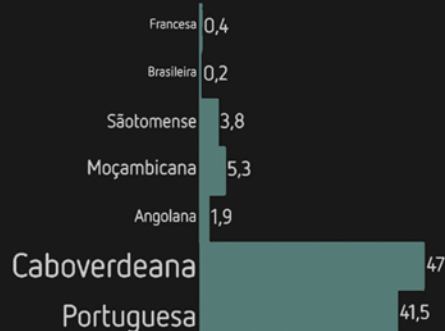 Francesa 0,4
Brasileira 0,2
Sãotomense 3,8
Moçambicana 5,3
Angolana 1,9
Caboverdeana 47
Portuguesa 41,5